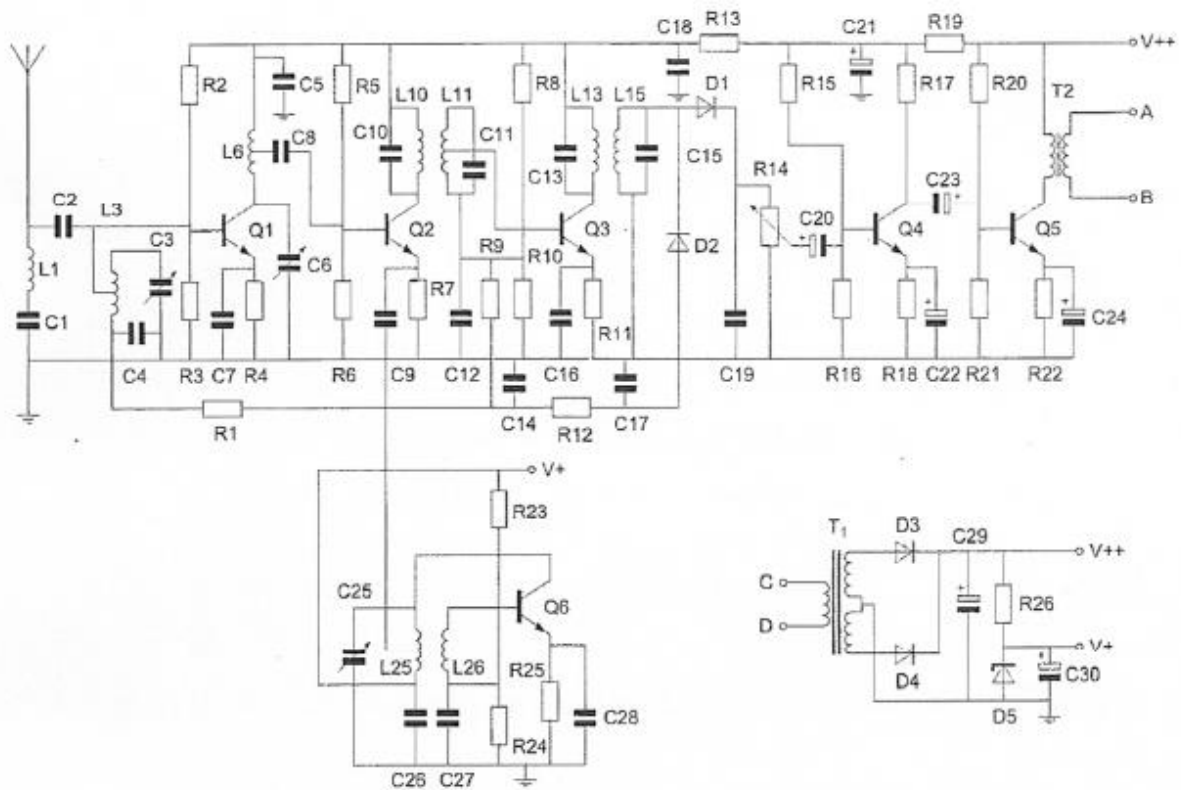 C18 R13 C21 R19
V++
R2 C5 R5 L10 L11 R8 L13 L15 D1 R15 R17 R20 T2
C8 C10 C11 A
L6 C15
C2 L3 C13 R14 C23 B
C3 Q1 Q2 Q3 C20 Q4 Q5
L1 C6 R9 R10 D2
R7
C1 R11 C24
C4 R3 C7 R4 R6 C9 C12 C16 C19 R16 R18 C22 R21 R22
C14 C17
R1 R12
V+
R23 T1 D3 C29
V++
C25 Q6 C
R26
D
L25 L26 R25 V+
D4 C30
C28 D5
R24
C26 C27